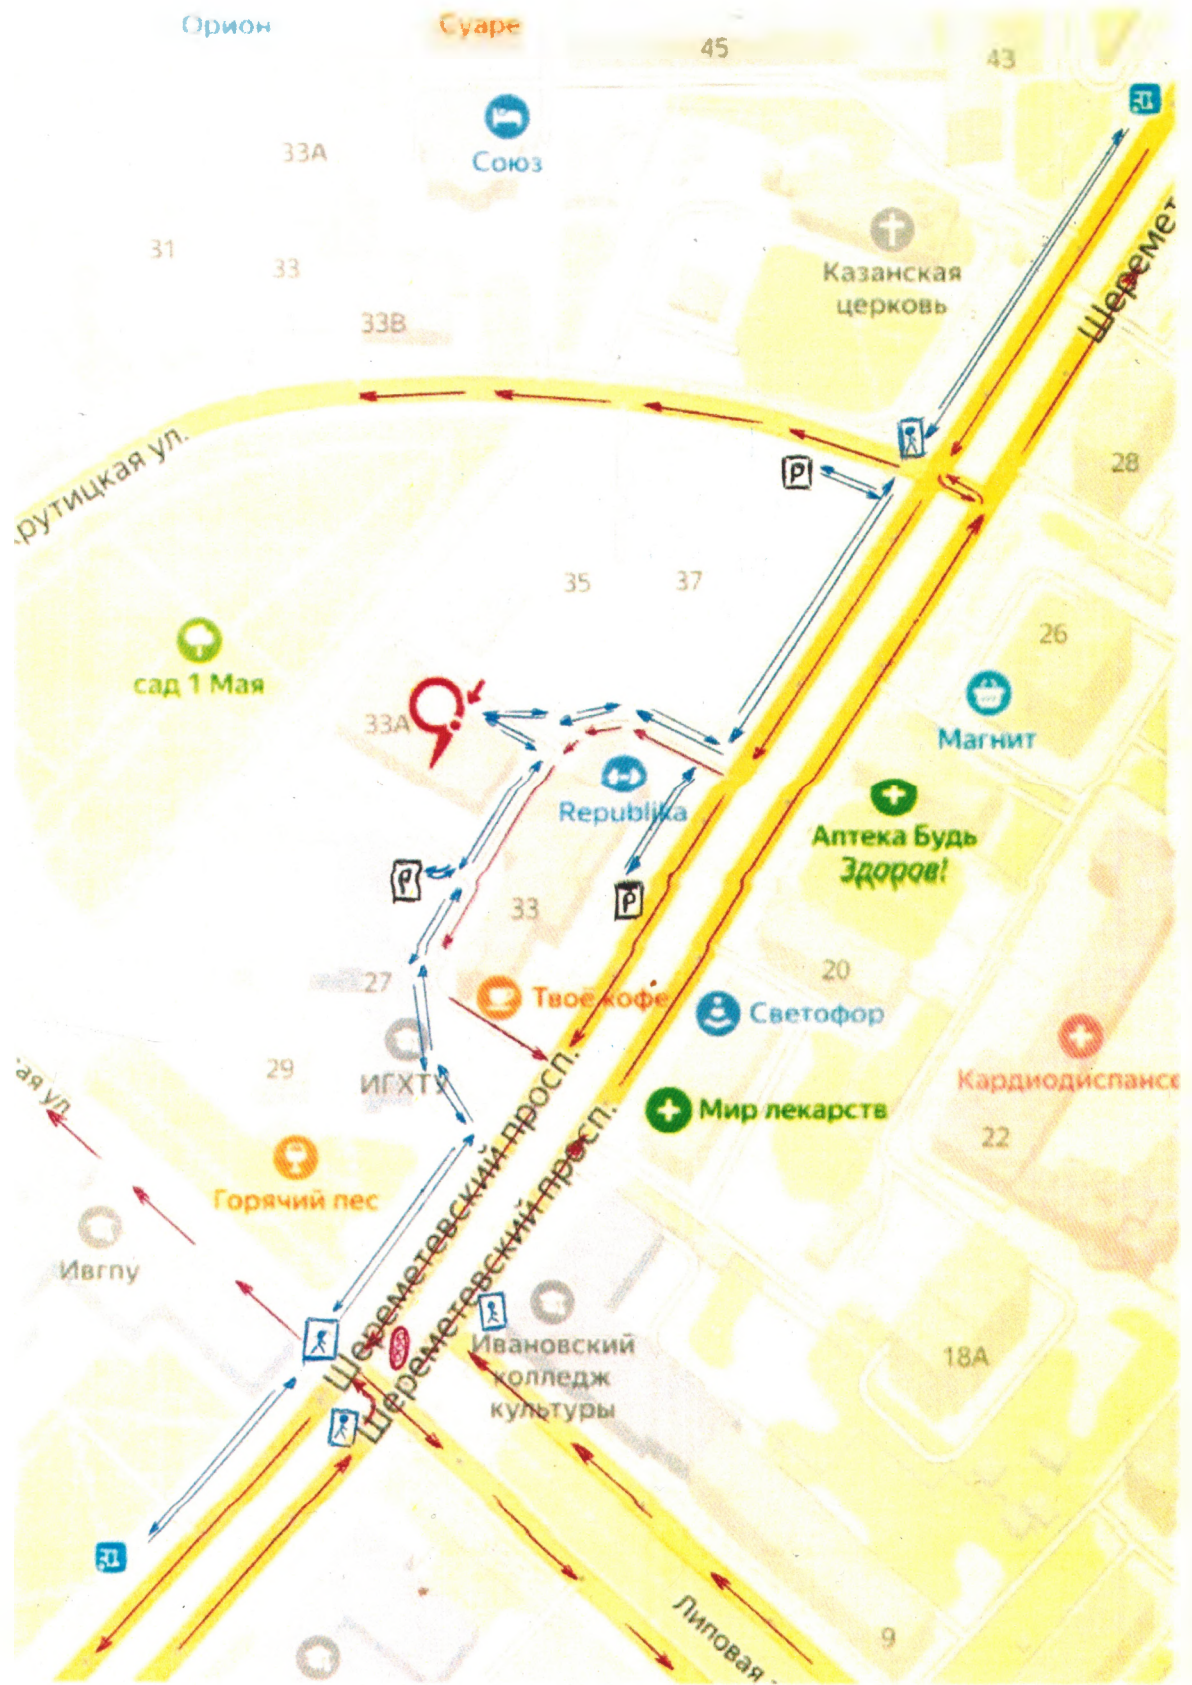 Орион
Суаре
45
43
33А
Союз
31
33
Казанская
церковь
33В
Шеремет
рутицкая ул.
28
35
37
26
сад 1 Мая
33А
Магнит
Republika
Аптека Будь
Здоров!
P
P
P
33
27
Твоё кофе
20
Светофор
29
ИГХТУ
Кардиодиспансе
ая ул.
Мир лекарств
22
Шереметевский просп.
Шереметевский просп.
Горячий пес
Ивгпу
Ивановский
колледж
культуры
18А
Липовая
9